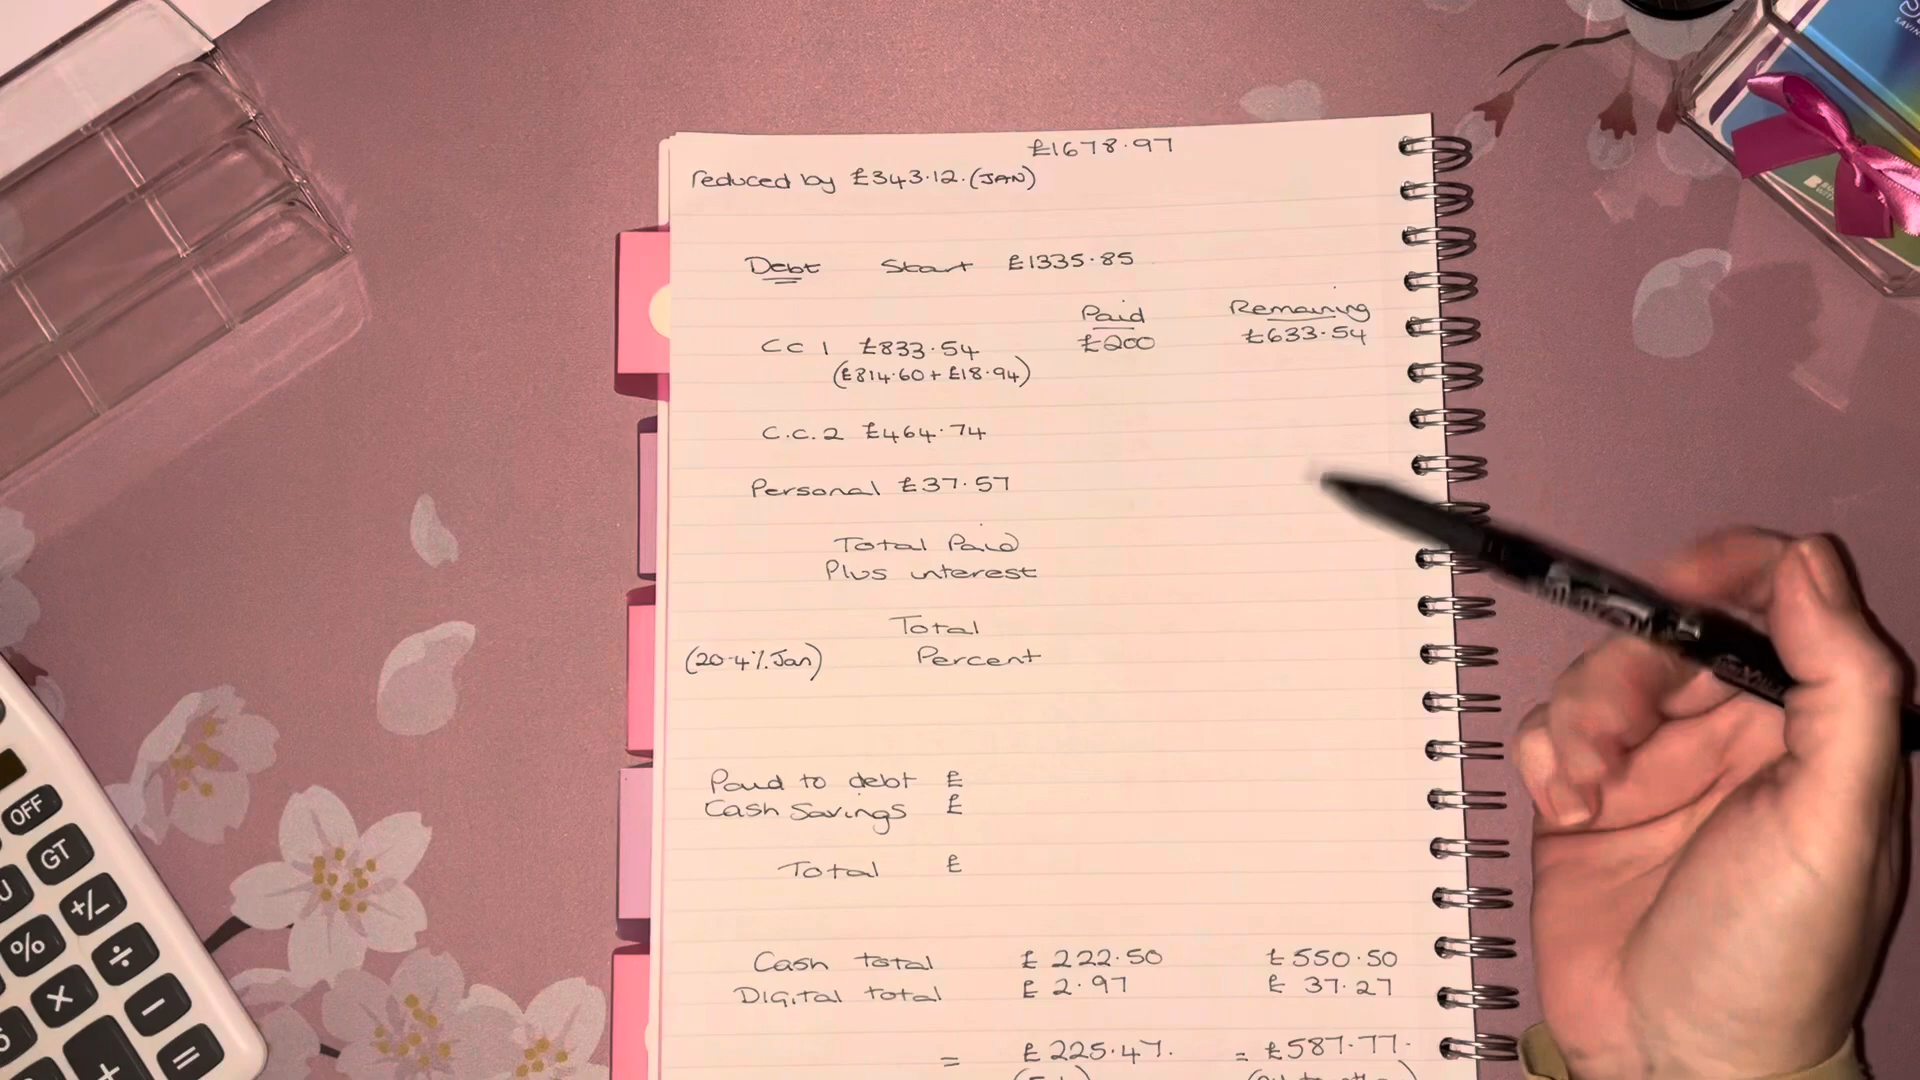 £1678.97
reduced by £343.12.(JAN)
Debt Start £1335.85
Paid Remaining
CC 1 £833.54 £200 £633.54
(£814.60 + £18.94)
C.C.2 £464.74
Personal £37.57
Total Paid
Plus interest
Total
(20.4% Jan) Percent
Paid to debt £
Cash Savings £
Total £
Cash total £ 222.50 £550.50
Digital total £ 2.97 £ 37.27
= £225.47. = £587.77.
OFF
GT
+/-
%
÷
×
-
+
=